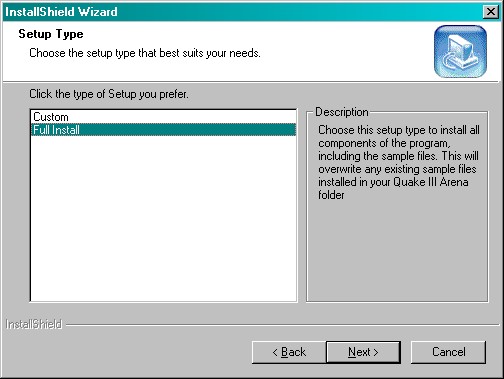 InstallShield Wizard
Setup Type
Choose the setup type that best suits your needs.
Click the type of Setup you prefer.
Custom
Full Install
Description
Choose this setup type to install all
components of the program,
including the sample files. This will
overwrite any existing sample files
installed in your Quake III Arena
folder
InstallShield
< Back
Next >
Cancel